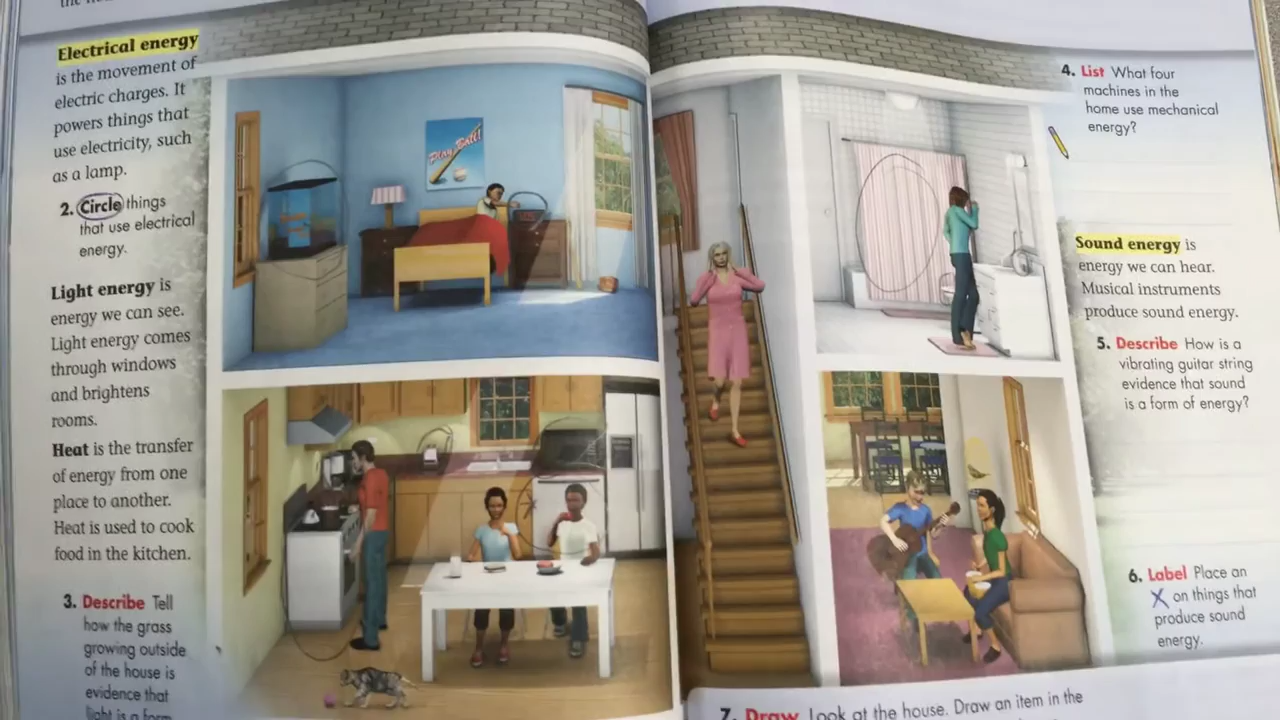 Electrical energy
is the movement of
electric charges. It
powers things that
use electricity, such
as a lamp.
2. Circle things
that use electrical
energy.
Light energy is
energy we can see.
Light energy comes
through windows
and brightens
rooms.
Heat is the transfer
of energy from one
place to another.
Heat is used to cook
food in the kitchen.
3. Describe Tell
how the grass
growing outside
of the house is
evidence that
light is a form
Play Ball!
4. List What four
machines in the
home use mechanical
energy?
Sound energy is
energy we can hear.
Musical instruments
produce sound energy.
5. Describe How is a
vibrating guitar string
evidence that sound
is a form of energy?
6. Label Place an
X on things that
produce sound
energy.
7. Draw Look at the house. Draw an item in the